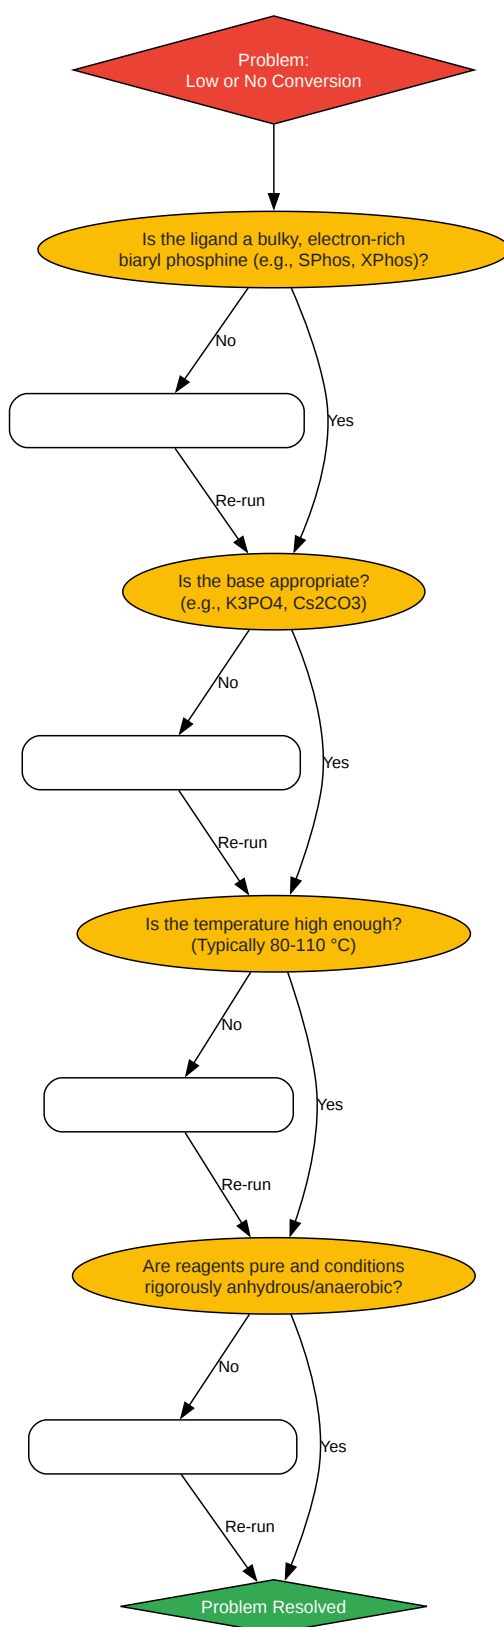 Problem:
Low or No Conversion
Is the ligand a bulky, electron-rich
biaryl phosphine (e.g., SPhos, XPhos)?
No
Yes
Re-run
Is the base appropriate?
(e.g., K3PO4, Cs2CO3)
No
Yes
Re-run
Is the temperature high enough?
(Typically 80-110 °C)
No
Yes
Re-run
Are reagents pure and conditions
rigorously anhydrous/anaerobic?
No
Yes
Re-run
Problem Resolved